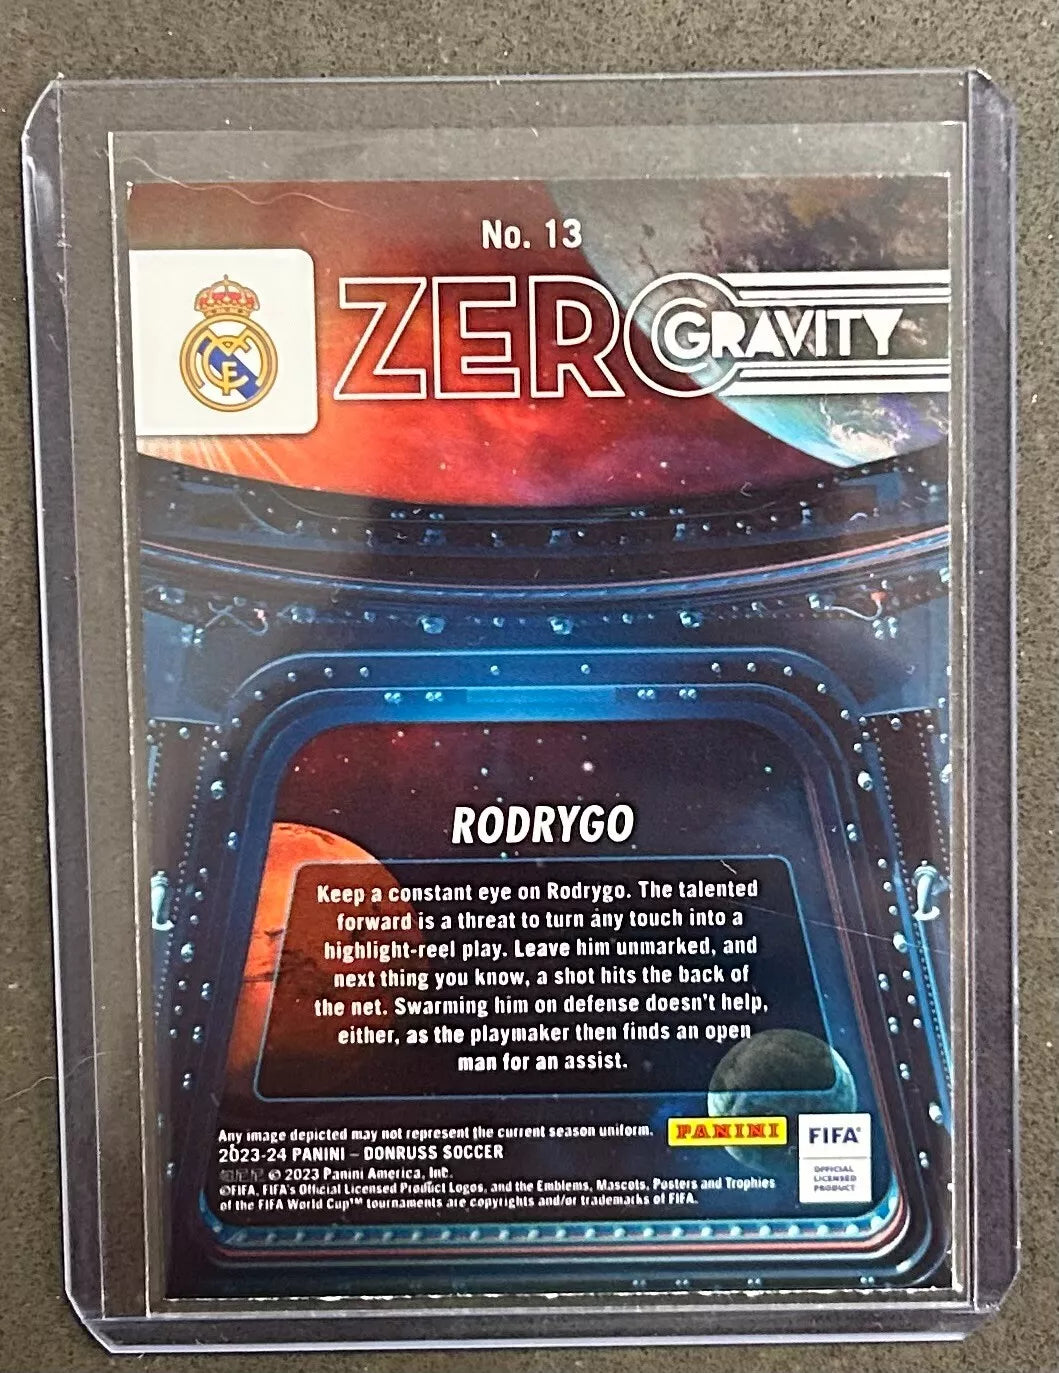 No. 13
ZERO GRAVITY
RODRYGO
Keep a constant eye on Rodrygo. The talented
forward is a threat to turn any touch into a
highlight-reel play. Leave him unmarked, and
next thing you know, a shot hits the back of
the net. Swarming him on defense doesn't help,
either, as the playmaker then finds an open
man for an assist.
Any image depicted may not represent the current season uniform.
2023-24 PANINI – DONRUSS SOCCER
© 2023 Panini America, Inc.
©FIFA, FIFA's Official Licensed Product Logos, and the Emblems, Mascots, Posters and Trophies
of the FIFA World Cup™ tournaments are copyrights and/or trademarks of FIFA.
PANINI
FIFA®
OFFICIAL
LICENSED
PRODUCT